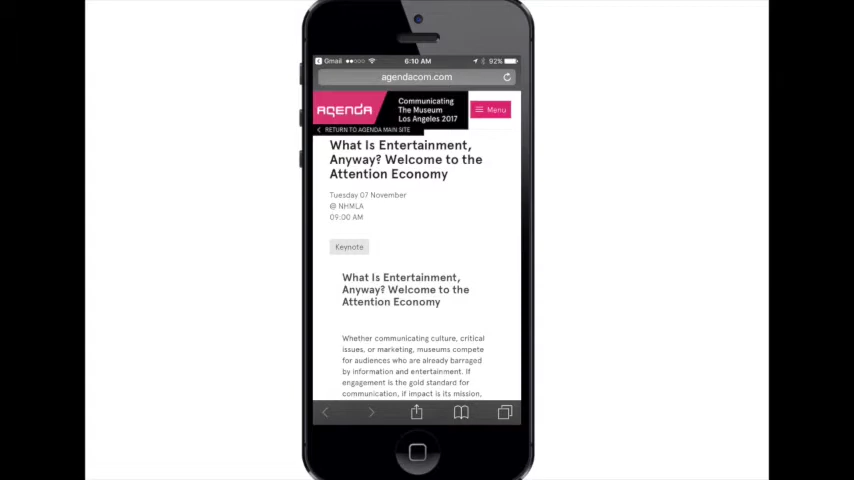 Gmail 6:10 AM 92%
agendacom.com
AGENDA
Communicating
The Museum
Los Angeles 2017
Menu
RETURN TO AGENDA MAIN SITE
What Is Entertainment,
Anyway? Welcome to the
Attention Economy
Tuesday 07 November
@ NHMLA
09:00 AM
Keynote
What Is Entertainment,
Anyway? Welcome to the
Attention Economy
Whether communicating culture, critical
issues, or marketing, museums compete
for audiences who are already barraged
by information and entertainment. If
engagement is the gold standard for
communication, if impact is its mission,